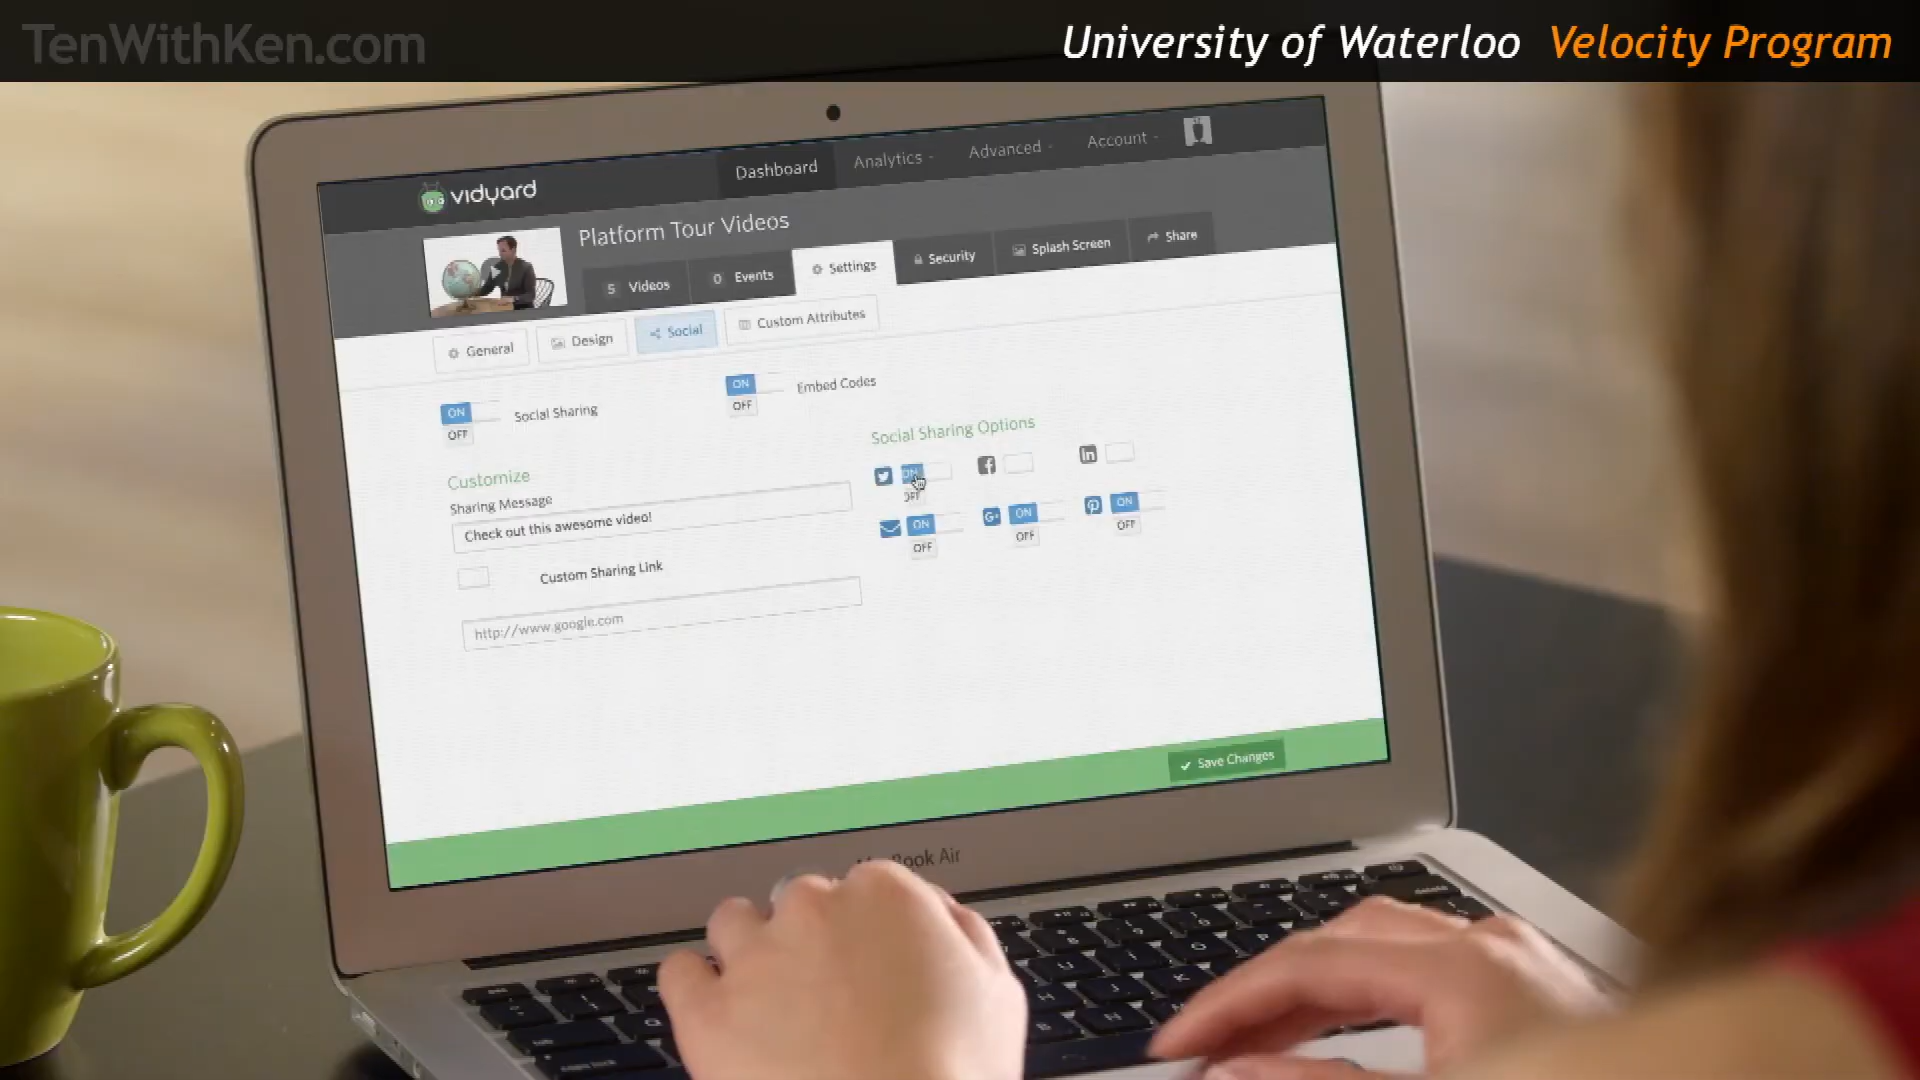 TenWithKen.com
University of Waterloo Velocity Program
vidyard
Dashboard Analytics Advanced Account
Platform Tour Videos
5 Videos 0 Events Settings Security Splash Screen Share
General Design Social Custom Attributes
ON OFF Social Sharing
ON OFF Embed Codes
Customize
Sharing Message
Check out this awesome video!
Custom Sharing Link
http://www.google.com
Social Sharing Options
ON
OFF
ON ON ON
OFF OFF OFF
Save Changes
Book Air
delete